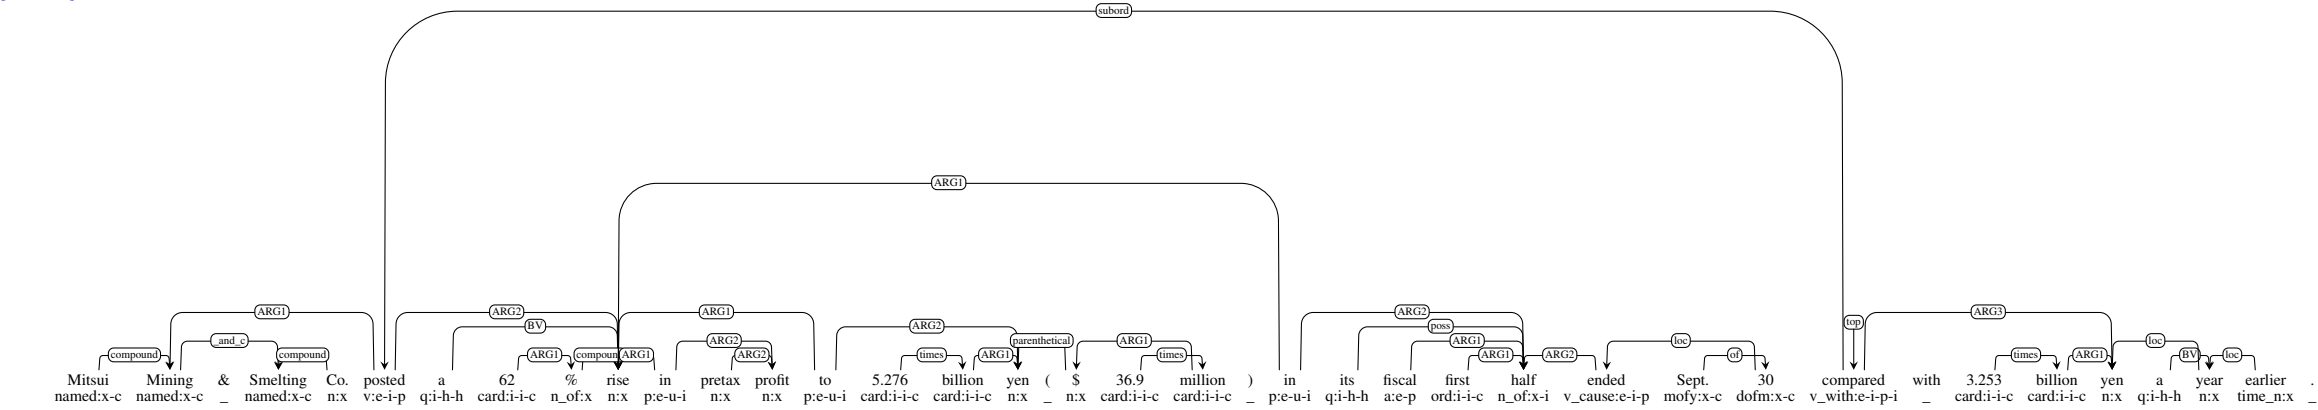 subord
ARG1
ARG1 ARG2 ARG1 ARG2 ARG3
BV ARG2 poss top
_and_c ARG2 parenthetical ARG1 ARG1 loc loc
compound compound ARG1 compoun ARG1 ARG2 times ARG1 times ARG1 ARG2 of times ARG1 BV loc
Mitsui Mining & Smelting Co. posted a 62 % rise in pretax profit to 5.276 billion yen ( $ 36.9 million ) in its fiscal first half ended Sept. 30 compared with 3.253 billion yen a year earlier .
named:x-c named:x-c _ named:x-c n:x v:e-i-p q:i-h-h card:i-i-c n_of:x n:x p:e-u-i n:x n:x p:e-u-i card:i-i-c card:i-i-c n:x _ n:x card:i-i-c card:i-i-c _ p:e-u-i q:i-h-h a:e-p ord:i-i-c n_of:x-i v_cause:e-i-p mofy:x-c dofm:x-c v_with:e-i-p-i _ card:i-i-c card:i-i-c n:x q:i-h-h n:x time_n:x _